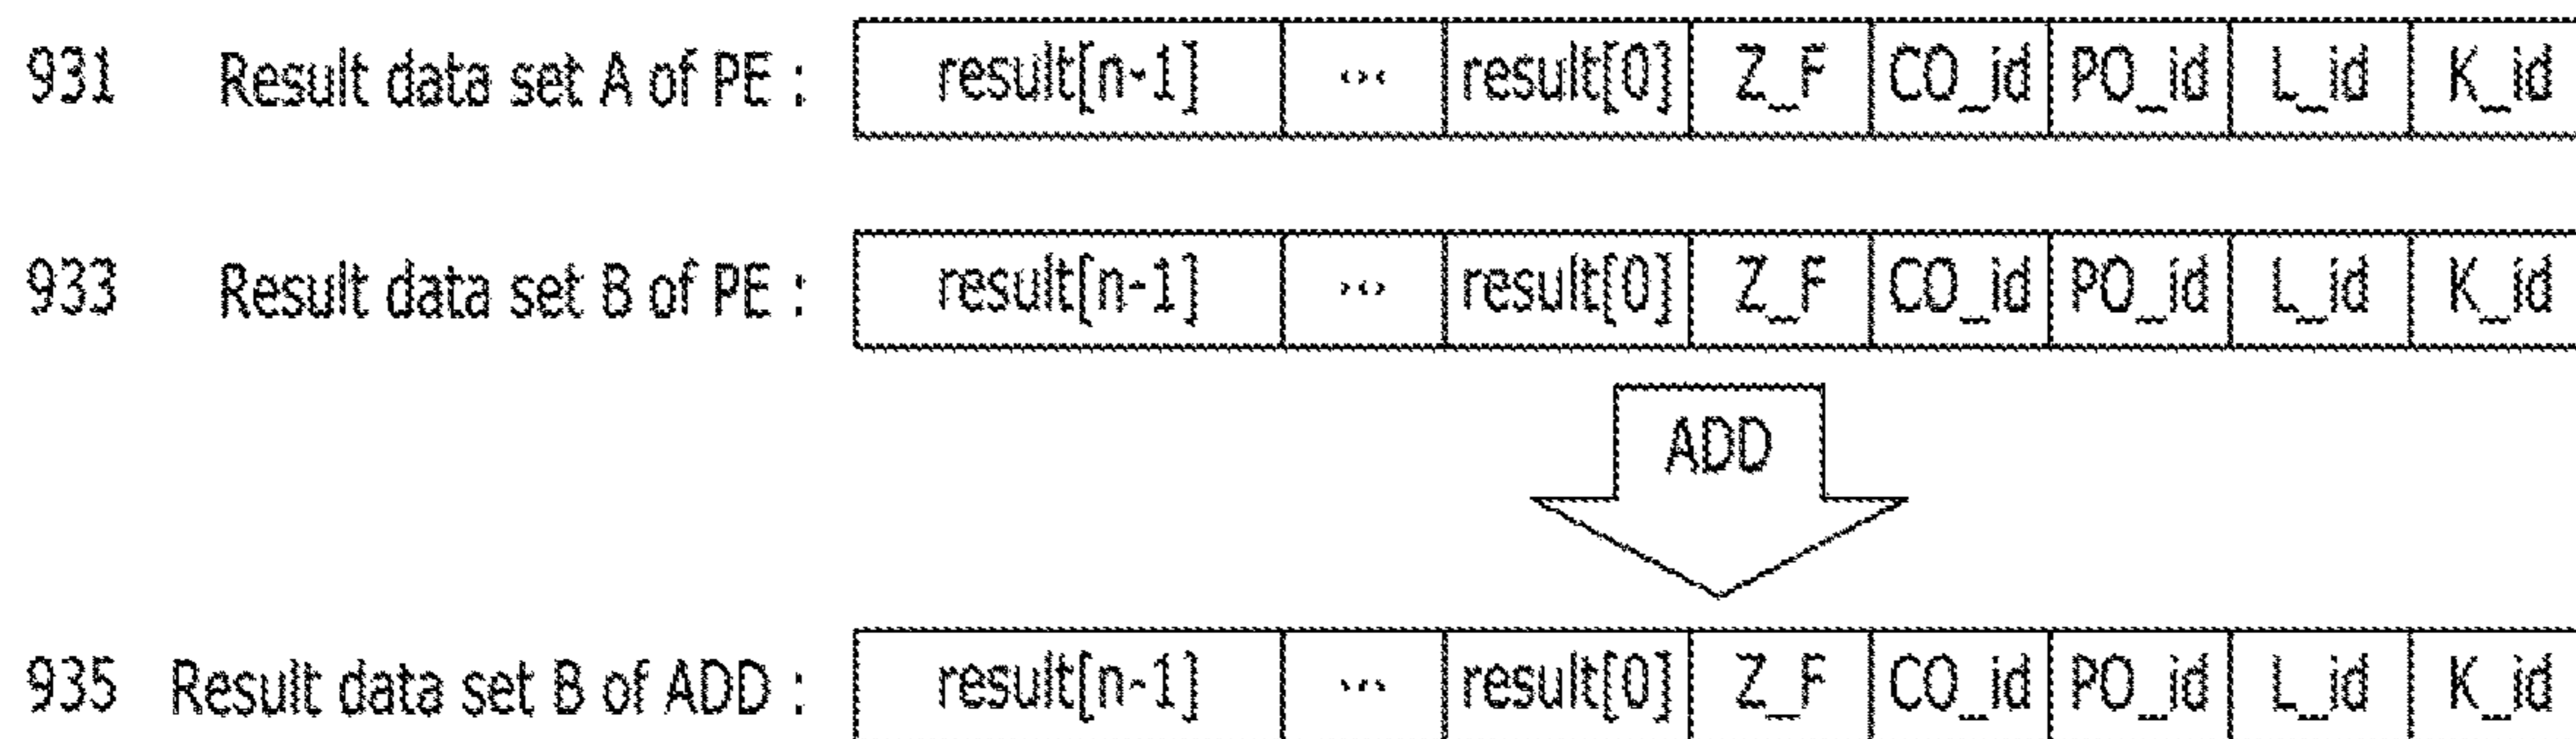 931 Result data set A of PE : result[n-1] ... result[0] Z_F CO_id PO_id L_id K_id
933 Result data set B of PE : result[n-1] ... result[0] Z_F CO_id PO_id L_id K_id
ADD
935 Result data set B of ADD : result[n-1] ... result[0] Z_F CO_id PO_id L_id K_id